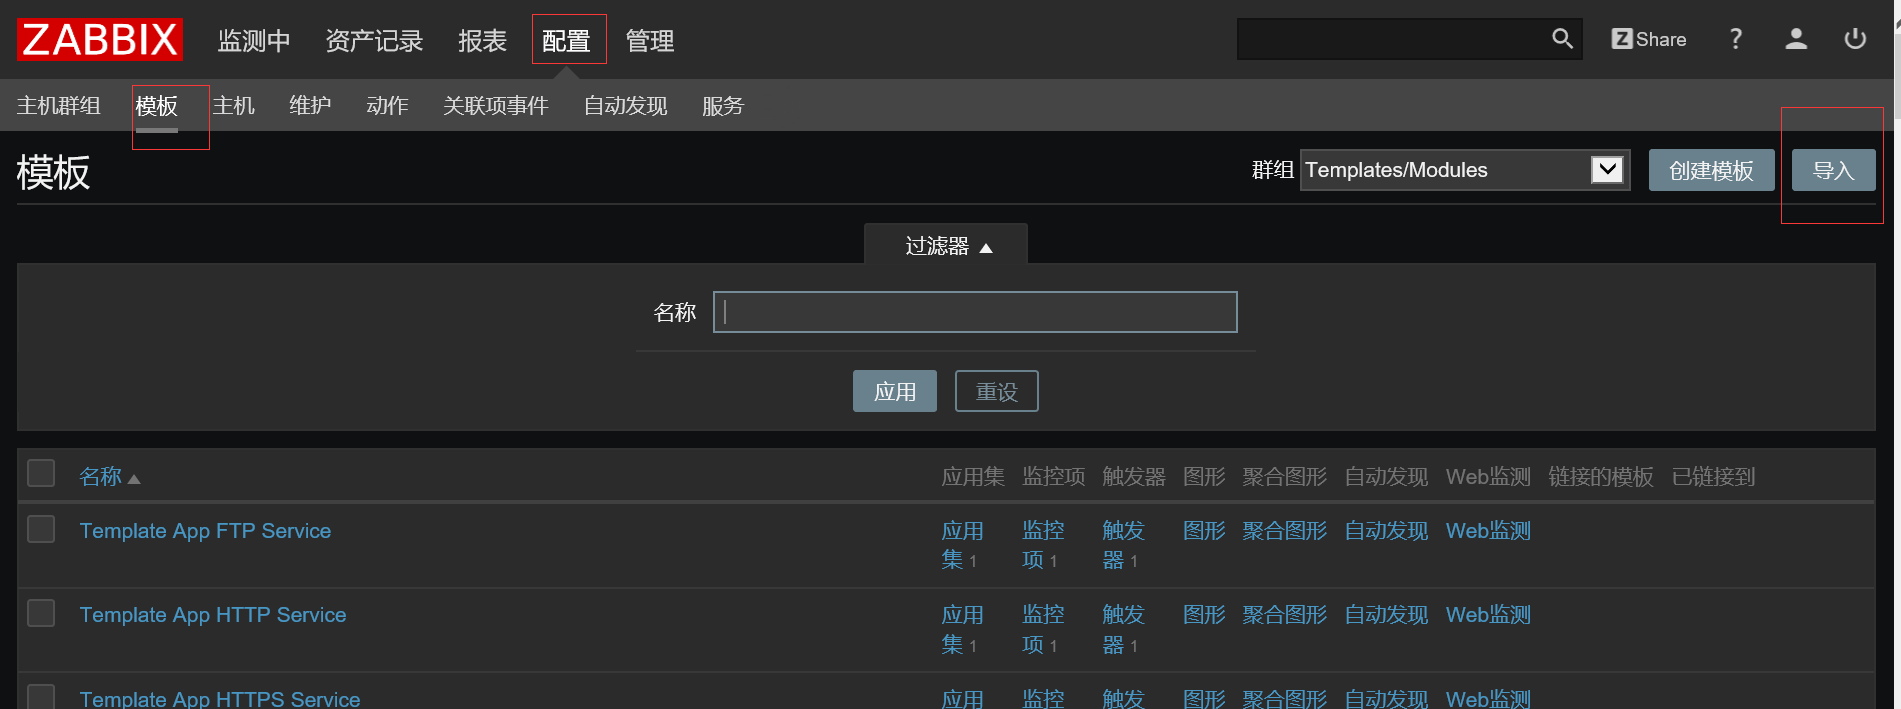 ZABBIX 监测中 资产记录 报表 配置 管理 Z Share ?
主机群组 模板 主机 维护 动作 关联项事件 自动发现 服务
模板 群组 Templates/Modules 创建模板 导入
过滤器 ▲
名称
应用 重设
名称 ▲ 应用集 监控项 触发器 图形 聚合图形 自动发现 Web监测 链接的模板 已链接到
Template App FTP Service 应用集 1 监控项 1 触发器 1 图形 聚合图形 自动发现 Web监测
Template App HTTP Service 应用集 1 监控项 1 触发器 1 图形 聚合图形 自动发现 Web监测
Template App HTTPS Service 应用 监控 触发 图形 聚合图形 自动发现 Web监测